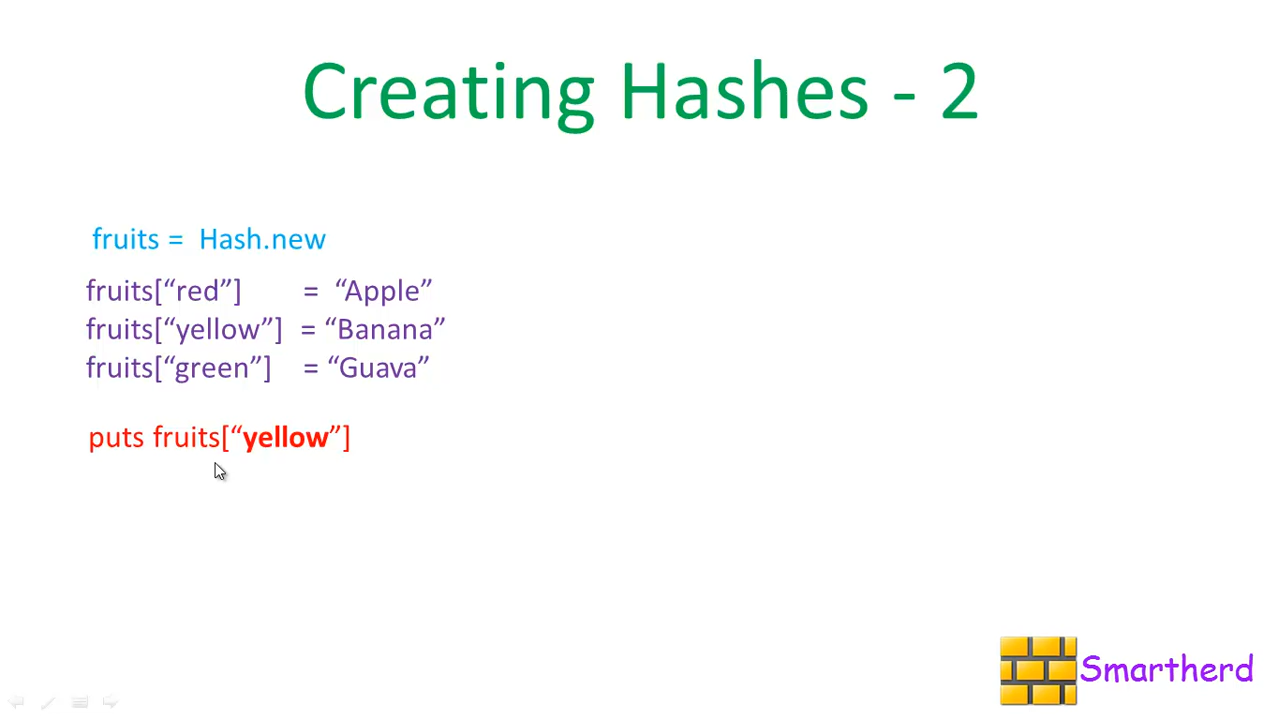 Creating Hashes - 2
fruits = Hash.new
fruits[“red”] = “Apple”
fruits[“yellow”] = “Banana”
fruits[“green”] = “Guava”
puts fruits[“yellow”]
Smartherd